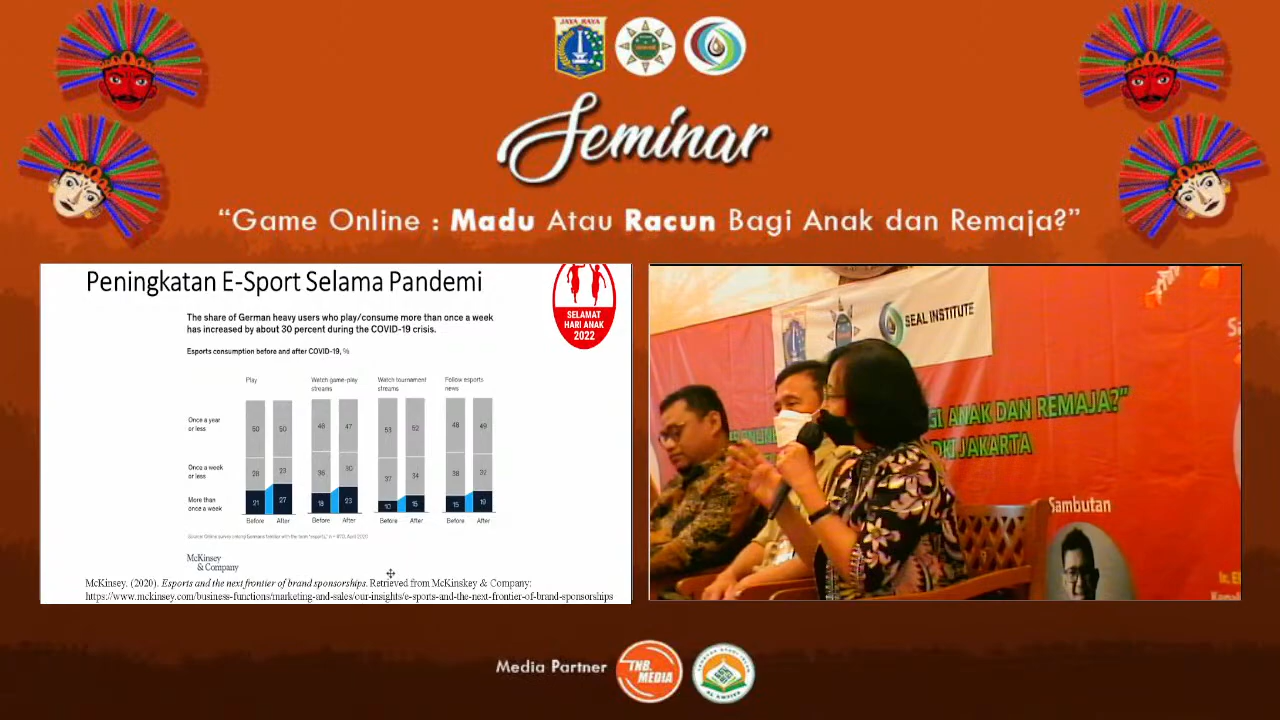 JAYA RAYA
Seminar
“Game Online : Madu Atau Racun Bagi Anak dan Remaja?”
Peningkatan E-Sport Selama Pandemi
SELAMAT
HARI ANAK
2022
The share of German heavy users who play/consume more than once a week
has increased by about 30 percent during the COVID-19 crisis.
Esports consumption before and after COVID-19, %
Play
Watch game-play
streams
Watch tournament
streams
Follow esports
news
Once a year
or less
50 50 46 47 53 52 48 49
Once a week
or less
28 23 36 30 37 34 38 32
More than
once a week
21 27 18 23 10 15 15 19
Before After Before After Before After Before After
McKinsey
& Company
McKinsey. (2020). Esports and the next frontier of brand sponsorships. Retrieved from McKinskey & Company:
https://www.mckinsey.com/business-functions/marketing-and-sales/our-insights/e-sports-and-the-next-frontier-of-brand-sponsorships
SEAL INSTITUTE
GI ANAK DAN REMAJA?”
DKI JAKARTA
Sambutan
Media Partner
TNB.
MEDIA